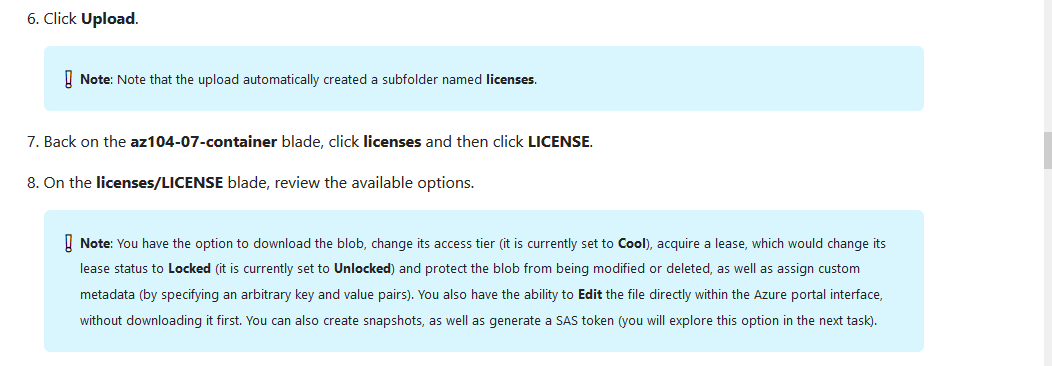 6. Click Upload.
Note: Note that the upload automatically created a subfolder named licenses.
7. Back on the az104-07-container blade, click licenses and then click LICENSE.
8. On the licenses/LICENSE blade, review the available options.
Note: You have the option to download the blob, change its access tier (it is currently set to Cool), acquire a lease, which would change its
lease status to Locked (it is currently set to Unlocked) and protect the blob from being modified or deleted, as well as assign custom
metadata (by specifying an arbitrary key and value pairs). You also have the ability to Edit the file directly within the Azure portal interface,
without downloading it first. You can also create snapshots, as well as generate a SAS token (you will explore this option in the next task).